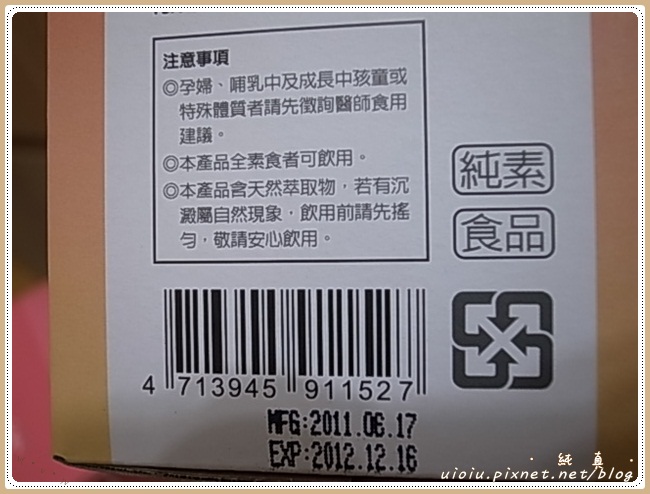 注意事項
◎孕婦、哺乳中及成長中孩童或
特殊體質者請先徵詢醫師食用
建議。
◎本產品全素食者可飲用。
◎本產品含天然萃取物，若有沉
澱屬自然現象，飲用前請先搖
勻，敬請安心飲用。
純素
食品
4 713945 911527
MFG:2011.06.17
EXP:2012.12.16
· 純 真 ·
uioiu.pixnet.net/blog